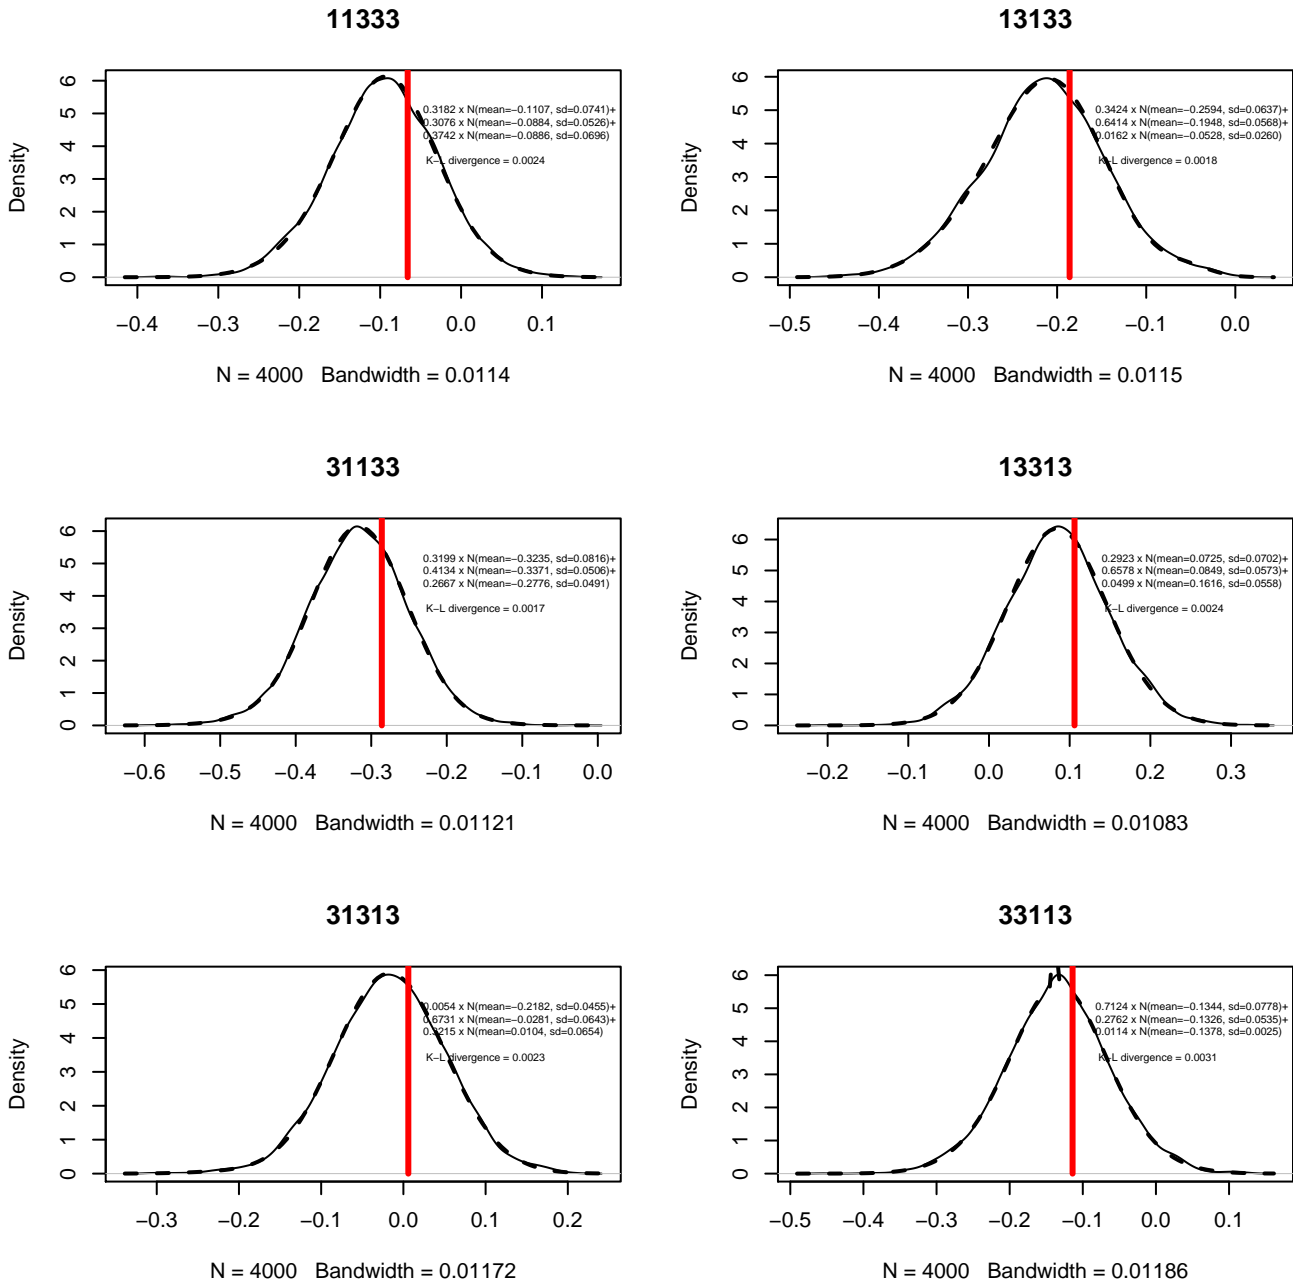 11333
Density
0 1 2 3 4 5 6
0.3182 x N(mean=−0.1107, sd=0.0741)+
0.3076 x N(mean=−0.0884, sd=0.0526)+
0.3742 x N(mean=−0.0886, sd=0.0696)
K−L divergence = 0.0024
−0.4 −0.3 −0.2 −0.1 0.0 0.1
N = 4000 Bandwidth = 0.0114
13133
Density
0 1 2 3 4 5 6
0.3424 x N(mean=−0.2594, sd=0.0637)+
0.6414 x N(mean=−0.1948, sd=0.0568)+
0.0162 x N(mean=−0.0528, sd=0.0260)
K−L divergence = 0.0018
−0.5 −0.4 −0.3 −0.2 −0.1 0.0
N = 4000 Bandwidth = 0.0115
31133
Density
0 1 2 3 4 5 6
0.3199 x N(mean=−0.3235, sd=0.0816)+
0.4134 x N(mean=−0.3371, sd=0.0506)+
0.2667 x N(mean=−0.2776, sd=0.0491)
K−L divergence = 0.0017
−0.6 −0.5 −0.4 −0.3 −0.2 −0.1 0.0
N = 4000 Bandwidth = 0.01121
13313
Density
0 1 2 3 4 5 6
0.2923 x N(mean=0.0725, sd=0.0702)+
0.6578 x N(mean=0.0849, sd=0.0573)+
0.0499 x N(mean=0.1616, sd=0.0558)
K−L divergence = 0.0024
−0.2 −0.1 0.0 0.1 0.2 0.3
N = 4000 Bandwidth = 0.01083
31313
Density
0 1 2 3 4 5 6
0.0054 x N(mean=−0.2182, sd=0.0455)+
0.6731 x N(mean=−0.0281, sd=0.0643)+
0.3215 x N(mean=0.0104, sd=0.0654)
K−L divergence = 0.0023
−0.3 −0.2 −0.1 0.0 0.1 0.2
N = 4000 Bandwidth = 0.01172
33113
Density
0 1 2 3 4 5 6
0.7124 x N(mean=−0.1344, sd=0.0778)+
0.2762 x N(mean=−0.1326, sd=0.0535)+
0.0114 x N(mean=−0.1378, sd=0.0025)
K−L divergence = 0.0031
−0.5 −0.4 −0.3 −0.2 −0.1 0.0 0.1
N = 4000 Bandwidth = 0.01186